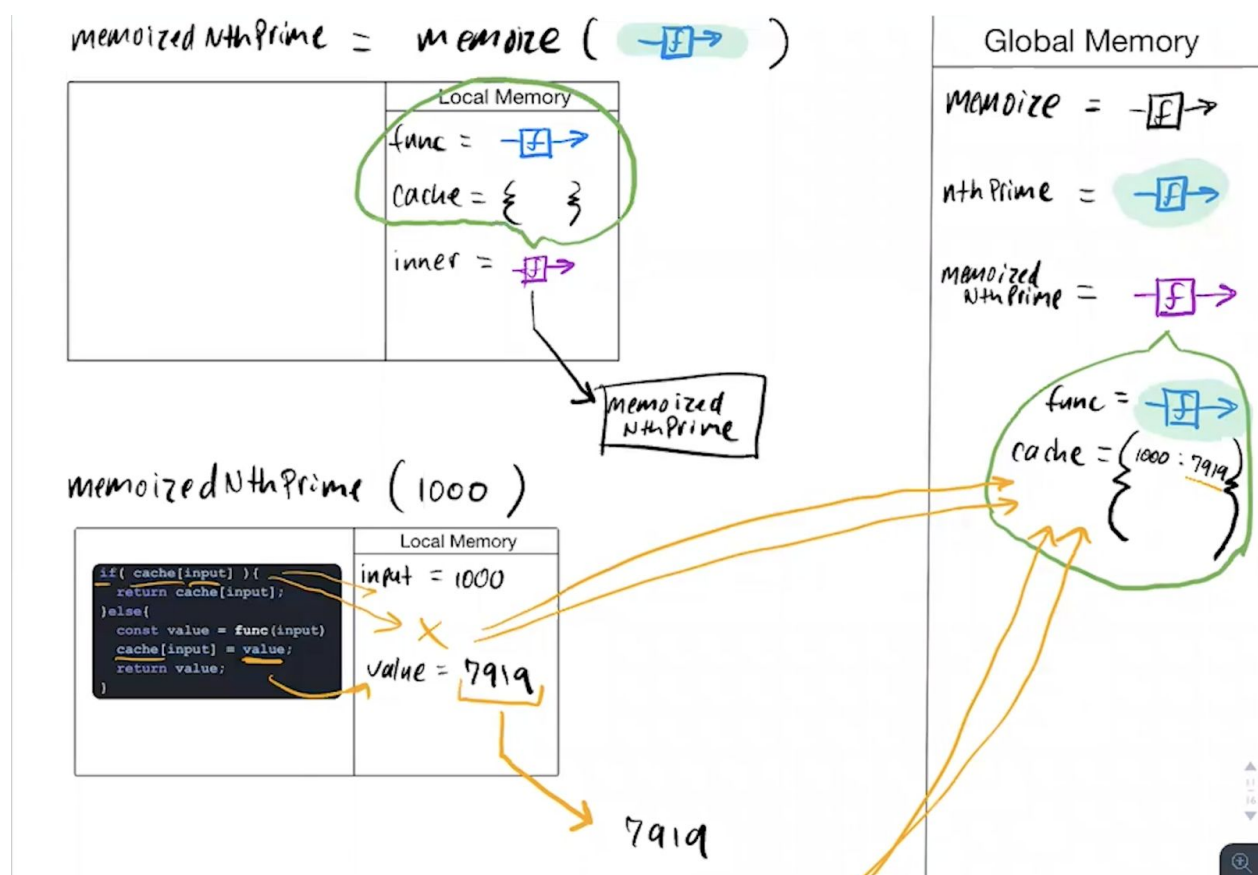 memoizedNthPrime = memoize ( f )
Local Memory
func = f
cache = { }
inner = f
memoized
NthPrime
memoizedNthPrime ( 1000 )
Local Memory
if( cache[input] ){
return cache[input];
}else{
const value = func(input)
cache[input] = value;
return value;
}
input = 1000
X
value = 7919
7919
Global Memory
memoize = f
nthPrime = f
memoized
NthPrime = f
func = f
cache = { 1000 : 7919 }